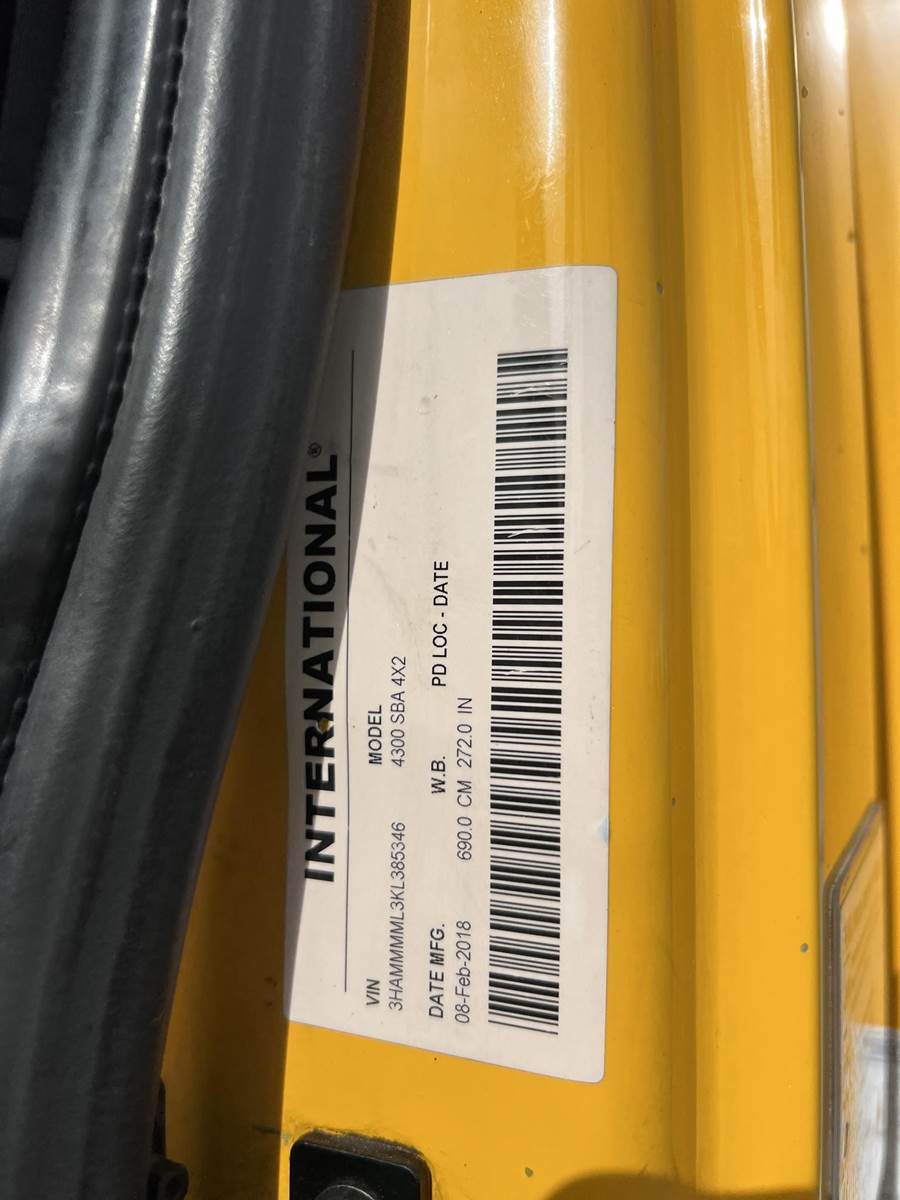 INTERNATIONAL®
VIN MODEL
3HAMMMML3KL385346 4300 SBA 4X2
DATE MFG. W.B. PD LOC - DATE
08-Feb-2018 690.0 CM 272.0 IN